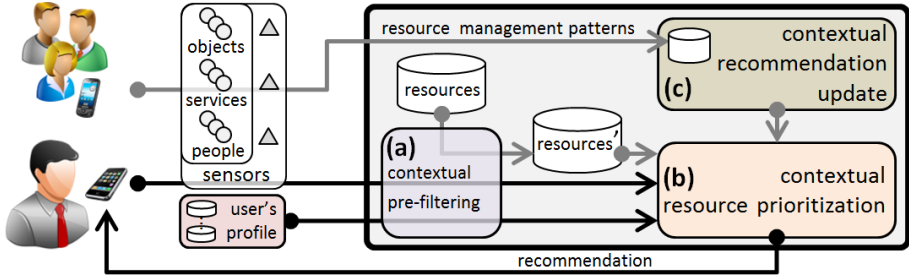 objects
services
people
sensors
user's
profile
resource management patterns
resources
resources'
(a)
contextual
pre-filtering
contextual
recommendation
(c) update
(b) contextual
resource prioritization
recommendation